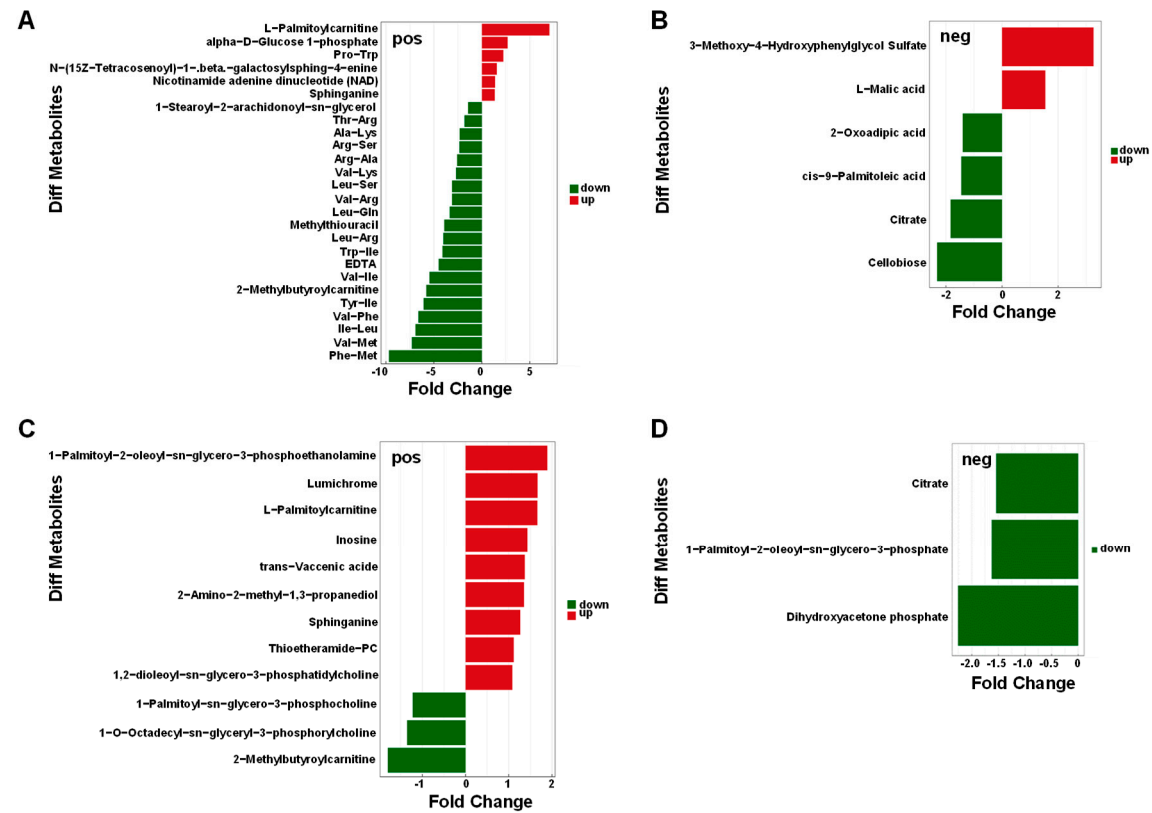 A
pos
L-Palmitoylcarnitine
alpha-D-Glucose 1-phosphate
Pro-Trp
N-(15Z-Tetracosenoyl)-1-.beta.-galactosylsphing-4-enine
Nicotinamide adenine dinucleotide (NAD)
Sphinganine
1-Stearoyl-2-arachidonoyl-sn-glycerol
Thr-Arg
Ala-Lys
Arg-Ser
Arg-Ala
Val-Lys
Leu-Ser
Val-Arg
Leu-Gln
Methylthiouracil
Leu-Arg
Trp-Ile
EDTA
Val-Ile
2-Methylbutyroylcarnitine
Tyr-Ile
Val-Phe
Ile-Leu
Val-Met
Phe-Met
Diff Metabolites
-10 -5 0 5
Fold Change
down
up
B
neg
3-Methoxy-4-Hydroxyphenylglycol Sulfate
L-Malic acid
2-Oxoadipic acid
cis-9-Palmitoleic acid
Citrate
Cellobiose
Diff Metabolites
-2 0 2
Fold Change
down
up
C
pos
1-Palmitoyl-2-oleoyl-sn-glycero-3-phosphoethanolamine
Lumichrome
L-Palmitoylcarnitine
Inosine
trans-Vaccenic acide
2-Amino-2-methyl-1,3-propanediol
Sphinganine
Thioetheramide-PC
1,2-dioleoyl-sn-glycero-3-phosphatidylcholine
1-Palmitoyl-sn-glycero-3-phosphocholine
1-O-Octadecyl-sn-glyceryl-3-phosphorylcholine
2-Methylbutyroylcarnitine
Diff Metabolites
-1 0 1 2
Fold Change
down
up
D
neg
Citrate
1-Palmitoyl-2-oleoyl-sn-glycero-3-phosphate
Dihydroxyacetone phosphate
Diff Metabolites
-2.0 -1.5 -1.0 -0.5 0
Fold Change
down